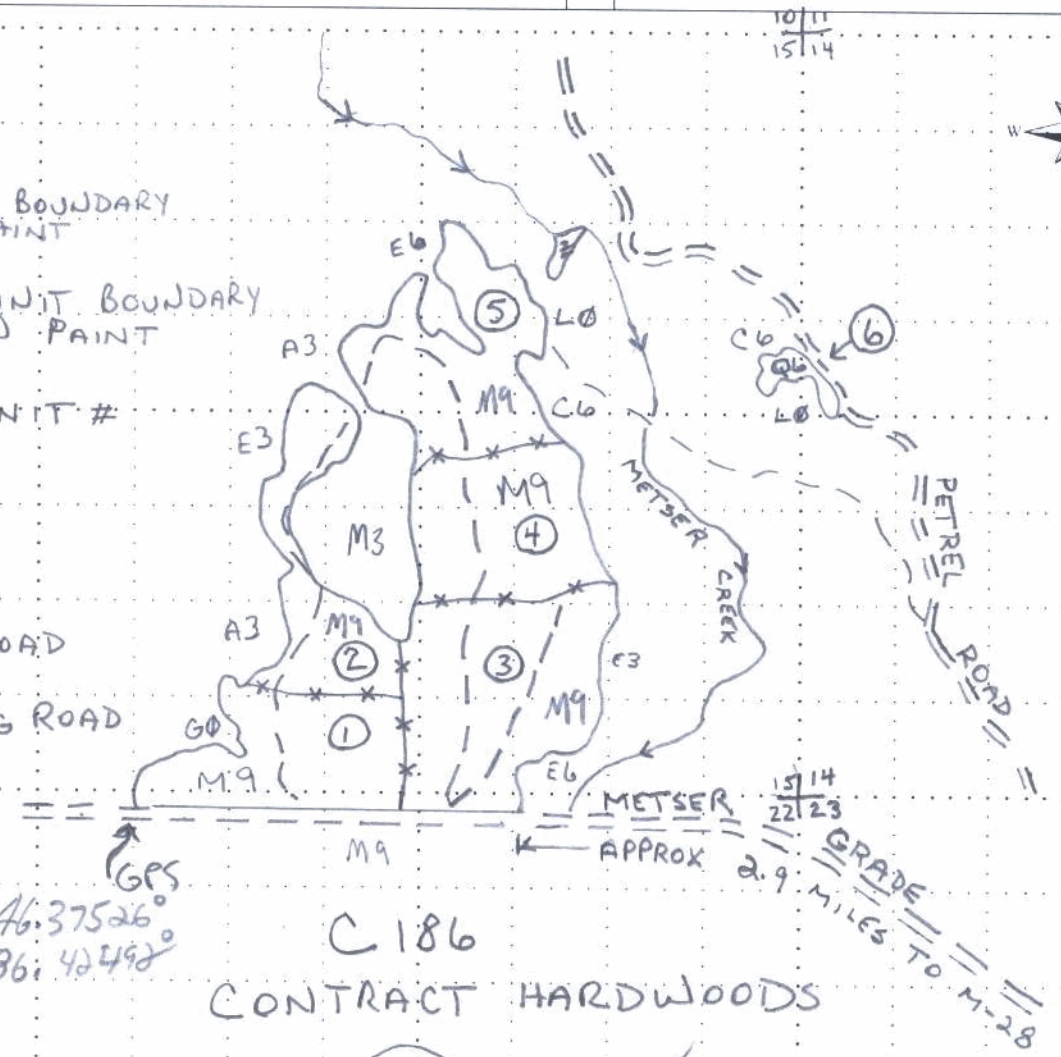 10 11
15 14
W
BOUNDARY
AINT
E6
NIT BOUNDARY
PAINT
5
LØ
C6
6
Q6
A3
LØ
NIT #
M9
C6
E3
M9
METSER
CREEK
PETREL
ROAD
M3
4
A3
M9
OAD
2
3
E3
G ROAD
GØ
1
M9
M9
E6
15 14
22 23
METSER
GRADE
M9
APPROX
2.9 MILES TO M-28
GPS
46.37526°
86.42492°
C 186
CONTRACT HARDWOODS